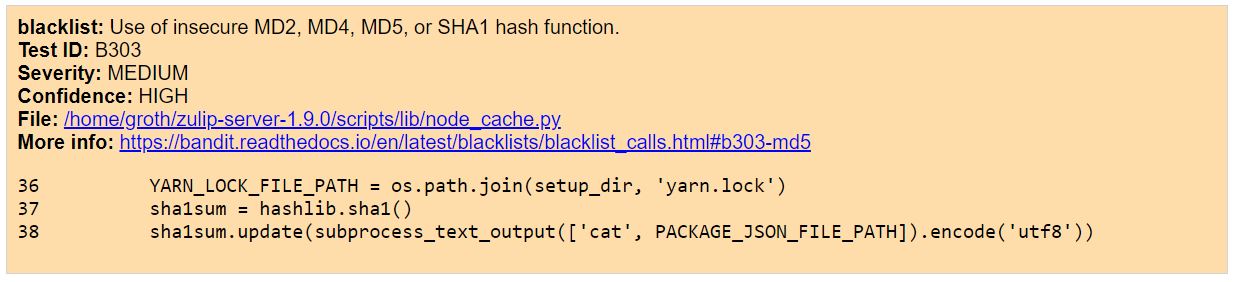 blacklist: Use of insecure MD2, MD4, MD5, or SHA1 hash function.
Test ID: B303
Severity: MEDIUM
Confidence: HIGH
File: /home/groth/zulip-server-1.9.0/scripts/lib/node_cache.py
More info: https://bandit.readthedocs.io/en/latest/blacklists/blacklist_calls.html#b303-md5
36 YARN_LOCK_FILE_PATH = os.path.join(setup_dir, 'yarn.lock')
37 sha1sum = hashlib.sha1()
38 sha1sum.update(subprocess_text_output(['cat', PACKAGE_JSON_FILE_PATH]).encode('utf8'))